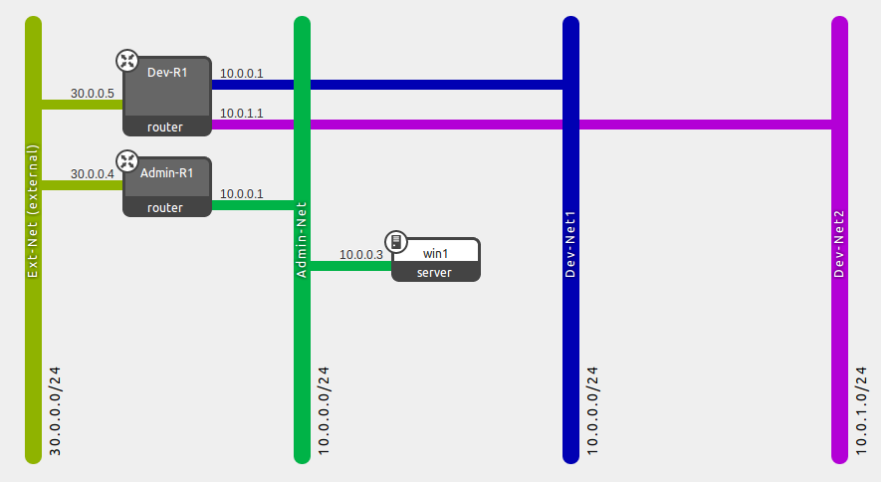 Dev-R1
router
30.0.0.5
10.0.0.1
10.0.1.1
Admin-R1
router
30.0.0.4
10.0.0.1
10.0.0.3
win1
server
Ext-Net (external)
30.0.0.0/24
Admin-Net
10.0.0.0/24
Dev-Net1
10.0.0.0/24
Dev-Net2
10.0.1.0/24